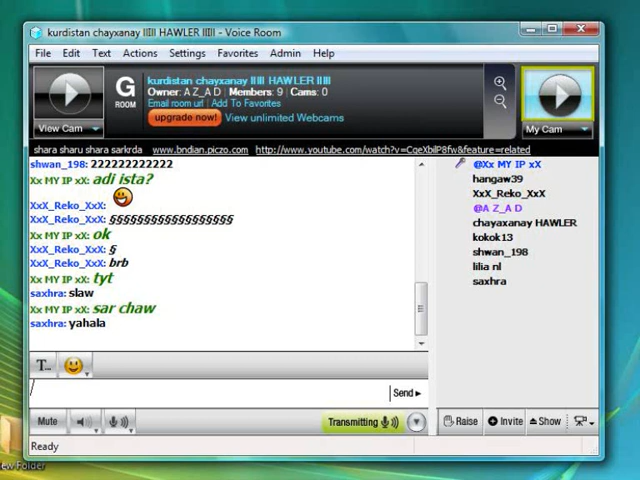 kurdistan chayxanay HAWLER - Voice Room
File Edit Text Actions Settings Favorites Admin Help
kurdistan chayxanay HAWLER
G ROOM
Owner: A Z_A D | Members: 9 | Cams: 0
Email room url | Add To Favorites
upgrade now! View unlimited Webcams
View Cam
My Cam
shara sharu shara sarkrda www.bndian.piczo.com http://www.youtube.com/watch?v=CqeXbilP8fw&feature=related
shwan_198: 222222222222
Xx MY IP xX: adi ista?
XxX_Reko_XxX:
XxX_Reko_XxX: §§§§§§§§§§§§§§§§§§
Xx MY IP xX: ok
XxX_Reko_XxX: §
XxX_Reko_XxX: brb
Xx MY IP xX: tyt
saxhra: slaw
Xx MY IP xX: sar chaw
saxhra: yahala
@Xx MY IP xX
hangaw39
XxX_Reko_XxX
@A Z_A D
chayaxanay HAWLER
kokok13
shwan_198
lilia nl
saxhra
T...
/
Send
Mute
Transmitting
Raise Invite Show
Ready
ew Folder